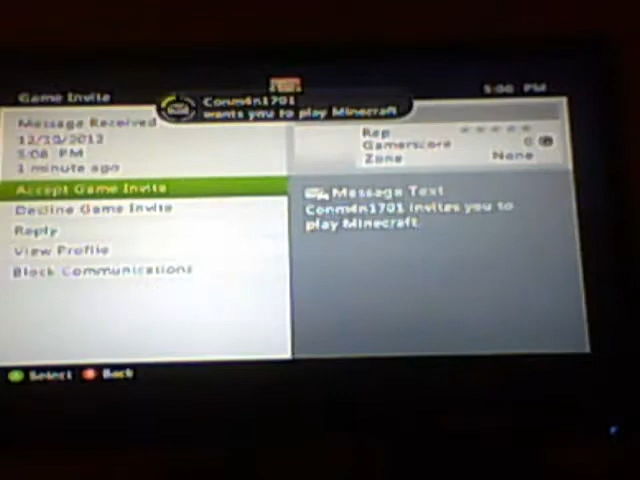 Game Invite
5:08 PM
Conm4n1701
wants you to play Minecraft
Message Received
12/10/2012
5:08 PM
1 minute ago
Rep
Gamerscore 0
Zone None
Accept Game Invite
Decline Game Invite
Reply
View Profile
Block Communications
Message Text
Conm4n1701 invites you to
play Minecraft.
Select
Back